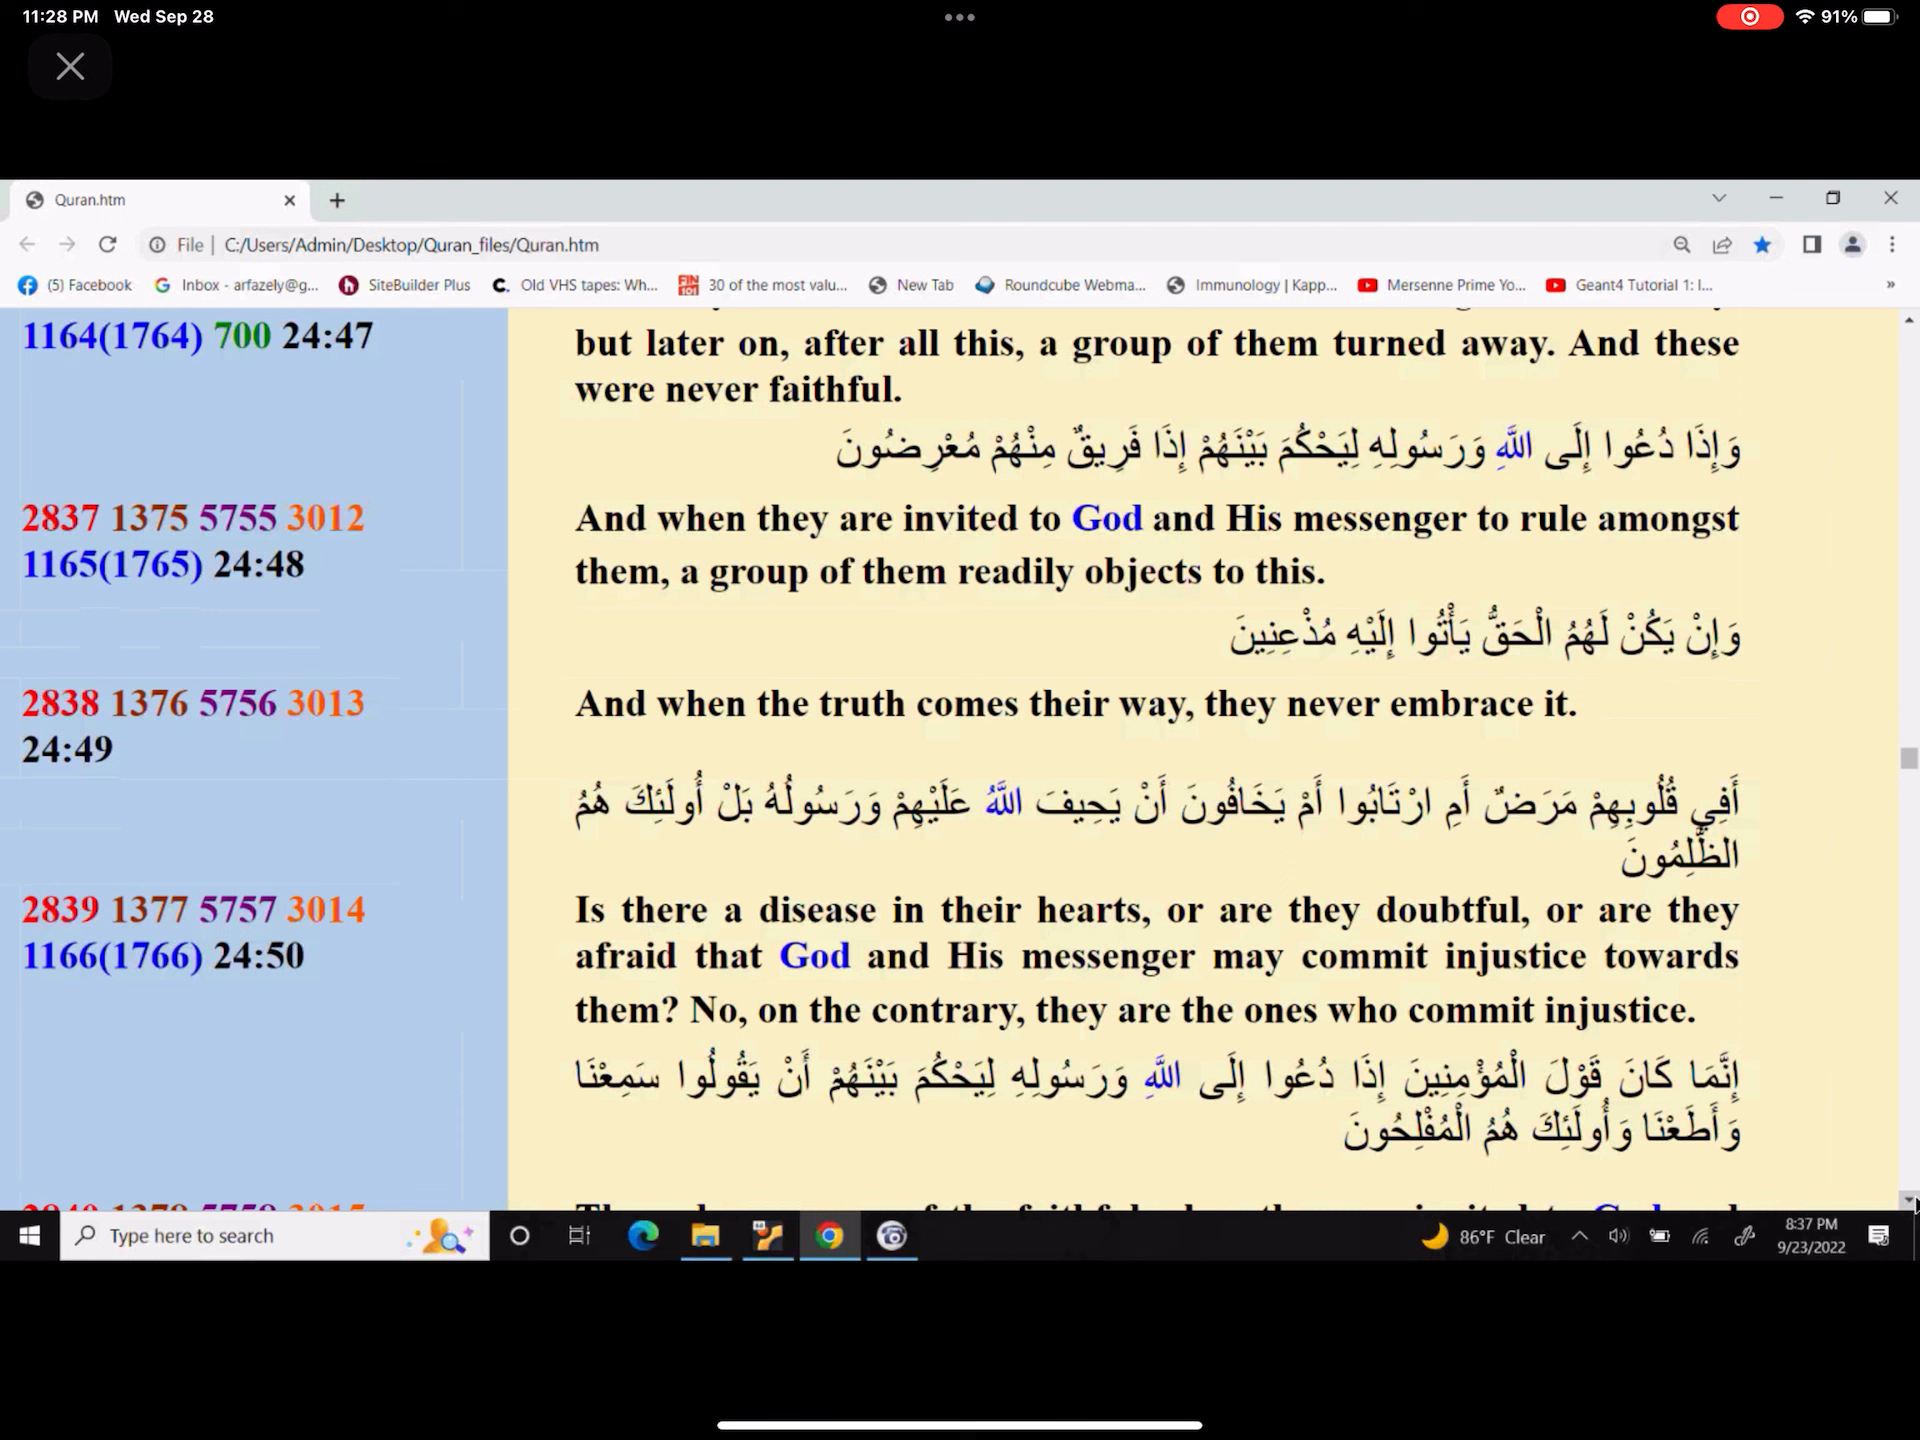 11:28 PM Wed Sep 28
91%
Quran.htm
File | C:/Users/Admin/Desktop/Quran_files/Quran.htm
(5) Facebook Inbox - arfazely@g... SiteBuilder Plus Old VHS tapes: Wh... FIN 101 30 of the most valu... New Tab Roundcube Webma... Immunology | Kapp... Mersenne Prime Yo... Geant4 Tutorial 1: I... »
1164(1764) 700 24:47
but later on, after all this, a group of them turned away. And these
were never faithful.
وَإِذَا دُعُوا إِلَى اللَّهِ وَرَسُولِهِ لِيَحْكُمَ بَيْنَهُمْ إِذَا فَرِيقٌ مِنْهُمْ مُعْرِضُونَ
2837 1375 5755 3012
1165(1765) 24:48
And when they are invited to God and His messenger to rule amongst
them, a group of them readily objects to this.
وَإِنْ يَكُنْ لَهُمُ الْحَقُّ يَأْتُوا إِلَيْهِ مُذْعِنِينَ
2838 1376 5756 3013
24:49
And when the truth comes their way, they never embrace it.
أَفِي قُلُوبِهِمْ مَرَضٌ أَمِ ارْتَابُوا أَمْ يَخَافُونَ أَنْ يَحِيفَ اللَّهُ عَلَيْهِمْ وَرَسُولُهُ بَلْ أُولَئِكَ هُمُ
الظَّلِمُونَ
2839 1377 5757 3014
1166(1766) 24:50
Is there a disease in their hearts, or are they doubtful, or are they
afraid that God and His messenger may commit injustice towards
them? No, on the contrary, they are the ones who commit injustice.
إِنَّمَا كَانَ قَوْلَ الْمُؤْمِنِينَ إِذَا دُعُوا إِلَى اللَّهِ وَرَسُولِهِ لِيَحْكُمَ بَيْنَهُمْ أَنْ يَقُولُوا سَمِعْنَا
وَأَطَعْنَا وَأُولَئِكَ هُمُ الْمُفْلِحُونَ
Type here to search
86°F Clear
8:37 PM
9/23/2022